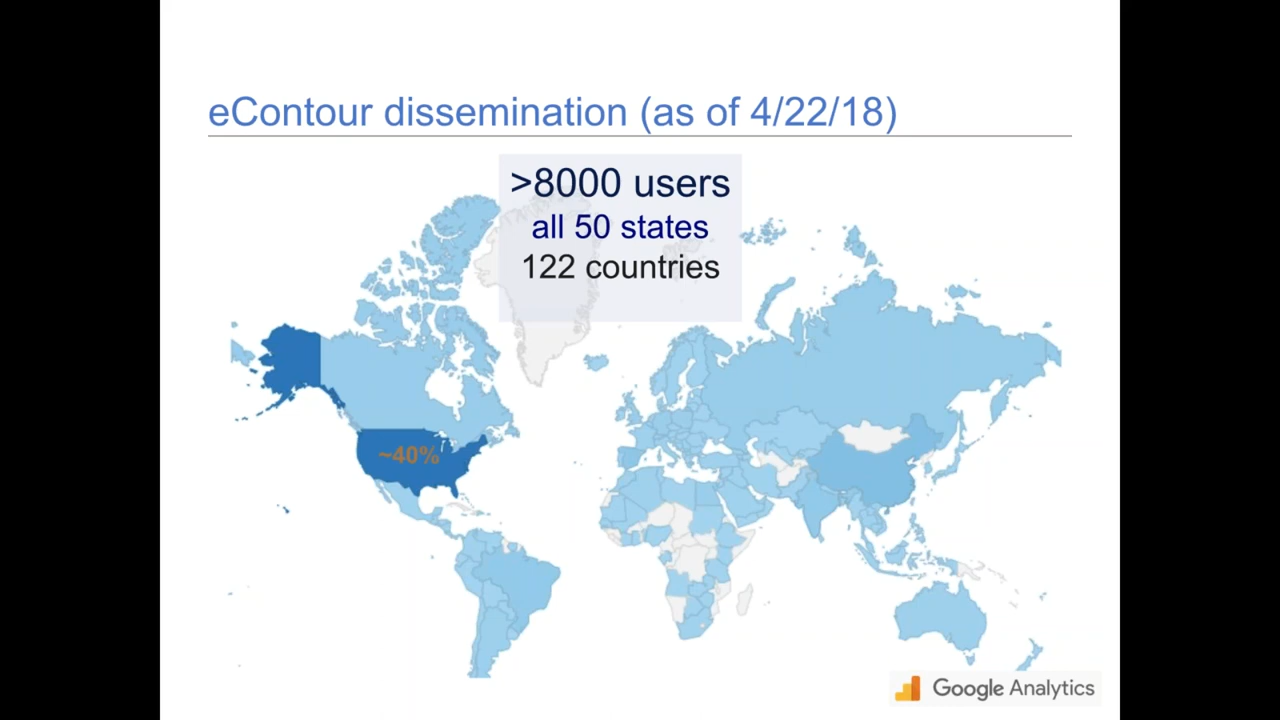 eContour dissemination (as of 4/22/18)
>8000 users
all 50 states
122 countries
~40%
Google Analytics